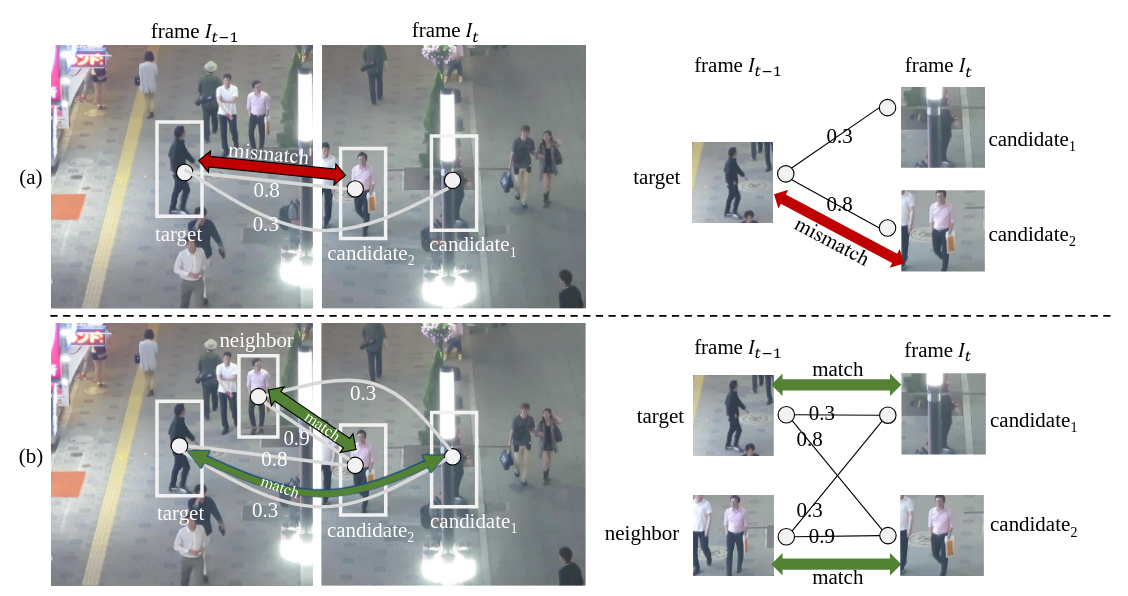 frame I_{t-1}
frame I_t
mismatch
0.8
0.3
target
candidate_2
candidate_1
(a)
frame I_{t-1}
frame I_t
0.3
candidate_1
target
0.8
mismatch
candidate_2
neighbor
0.3
match
0.9
0.8
match
0.3
target
candidate_2
candidate_1
(b)
frame I_{t-1}
frame I_t
match
target
0.3
candidate_1
0.8
0.3
neighbor
0.9
candidate_2
match